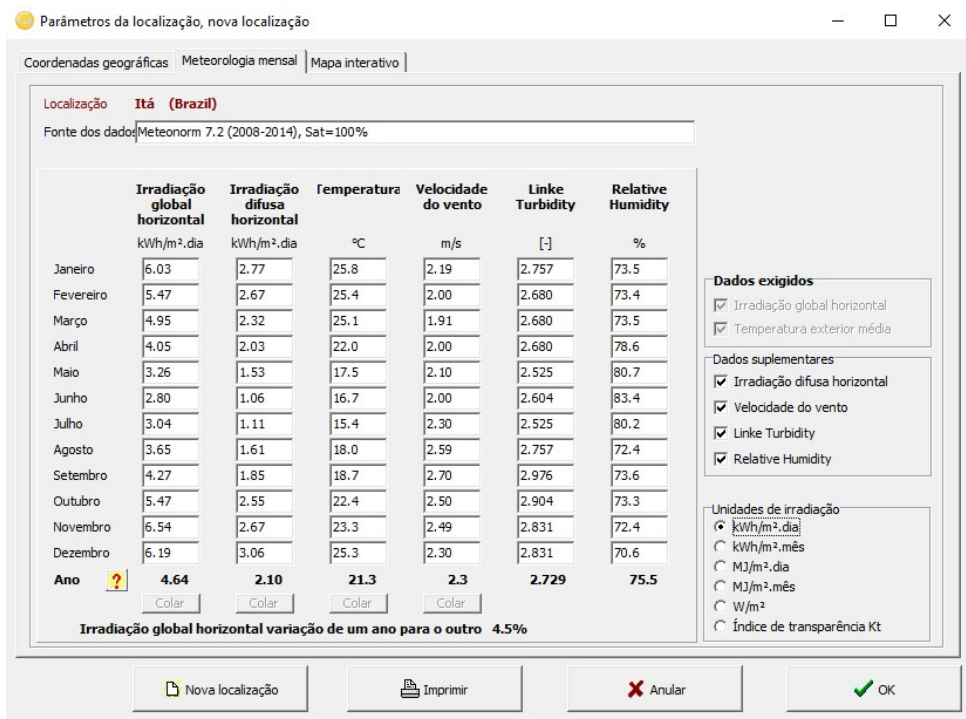 Parâmetros da localização, nova localização
Coordenadas geográficas Meteorologia mensal Mapa interativo
Localização Itá (Brazil)
Fonte dos dados Meteonorm 7.2 (2008-2014), Sat=100%
Irradiação global horizontal Irradiação difusa horizontal Temperatura Velocidade do vento Linke Turbidity Relative Humidity
kWh/m².dia kWh/m².dia ºC m/s [-] %
Janeiro 6.03 2.77 25.8 2.19 2.757 73.5
Fevereiro 5.47 2.67 25.4 2.00 2.680 73.4
Março 4.95 2.32 25.1 1.91 2.680 73.5
Abril 4.05 2.03 22.0 2.00 2.680 78.6
Maio 3.26 1.53 17.5 2.10 2.525 80.7
Junho 2.80 1.06 16.7 2.00 2.604 83.4
Julho 3.04 1.11 15.4 2.30 2.525 80.2
Agosto 3.65 1.61 18.0 2.59 2.757 72.4
Setembro 4.27 1.85 18.7 2.70 2.976 73.6
Outubro 5.47 2.55 22.4 2.50 2.904 73.3
Novembro 6.54 2.67 23.3 2.49 2.831 72.4
Dezembro 6.19 3.06 25.3 2.30 2.831 70.6
Ano ? 4.64 2.10 21.3 2.3 2.729 75.5
Colar Colar Colar Colar
Irradiação global horizontal variação de um ano para o outro 4.5%
Dados exigidos
Irradiação global horizontal
Temperatura exterior média
Dados suplementares
Irradiação difusa horizontal
Velocidade do vento
Linke Turbidity
Relative Humidity
Unidades de irradiação
kWh/m².dia
kWh/m².mês
MJ/m².dia
MJ/m².mês
W/m²
Índice de transparência Kt
Nova localização Imprimir Anular OK